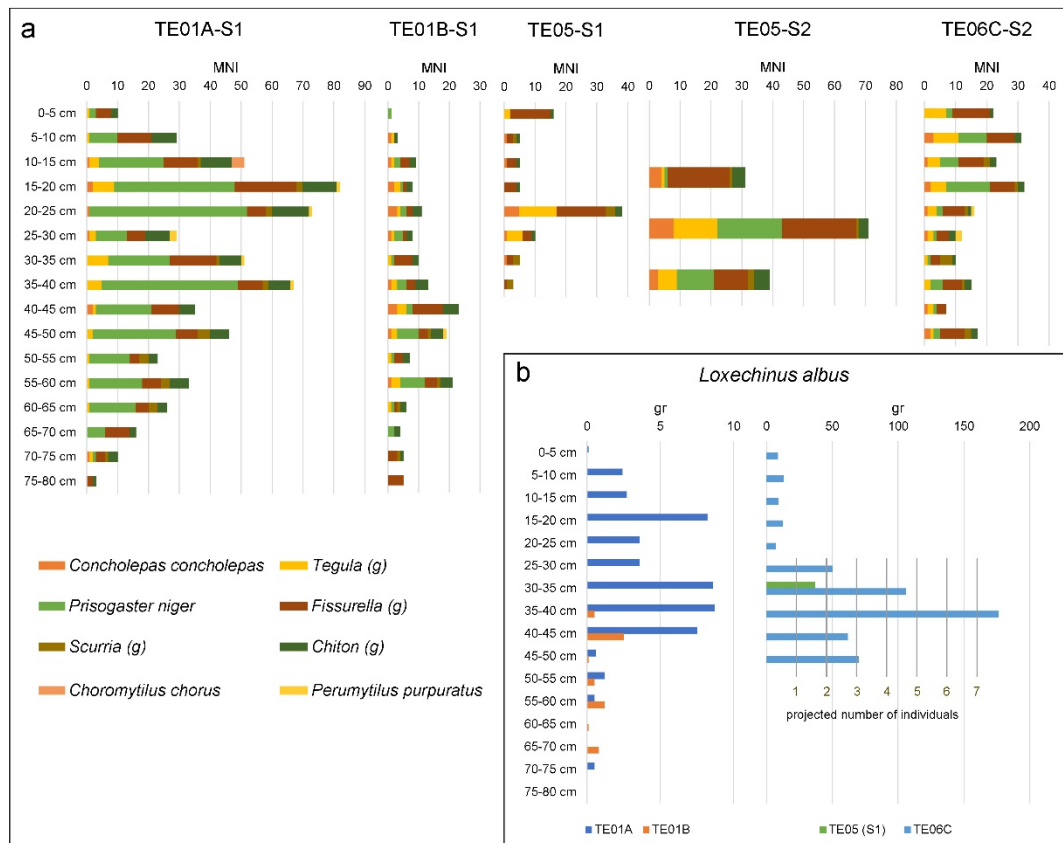 a
TE01A-S1 TE01B-S1 TE05-S1 TE05-S2 TE06C-S2
MNI MNI MNI MNI MNI
0 10 20 30 40 50 60 70 80 90 0 10 20 30 0 10 20 30 40 0 10 20 30 40 50 60 70 80 0 10 20 30 40
0-5 cm
5-10 cm
10-15 cm
15-20 cm
20-25 cm
25-30 cm
30-35 cm
35-40 cm
40-45 cm
45-50 cm
50-55 cm
55-60 cm
60-65 cm
65-70 cm
70-75 cm
75-80 cm
Concholepas concholepas Tegula (g)
Prisogaster niger Fissurella (g)
Scurria (g) Chiton (g)
Choromytilus chorus Perumytilus purpuratus
b
Loxechinus albus
gr gr
0 5 10 0 50 100 150 200
0-5 cm
5-10 cm
10-15 cm
15-20 cm
20-25 cm
25-30 cm
30-35 cm
35-40 cm
40-45 cm
45-50 cm
50-55 cm
55-60 cm
60-65 cm
65-70 cm
70-75 cm
75-80 cm
1 2 3 4 5 6 7
projected number of individuals
TE01A TE01B TE05 (S1) TE06C